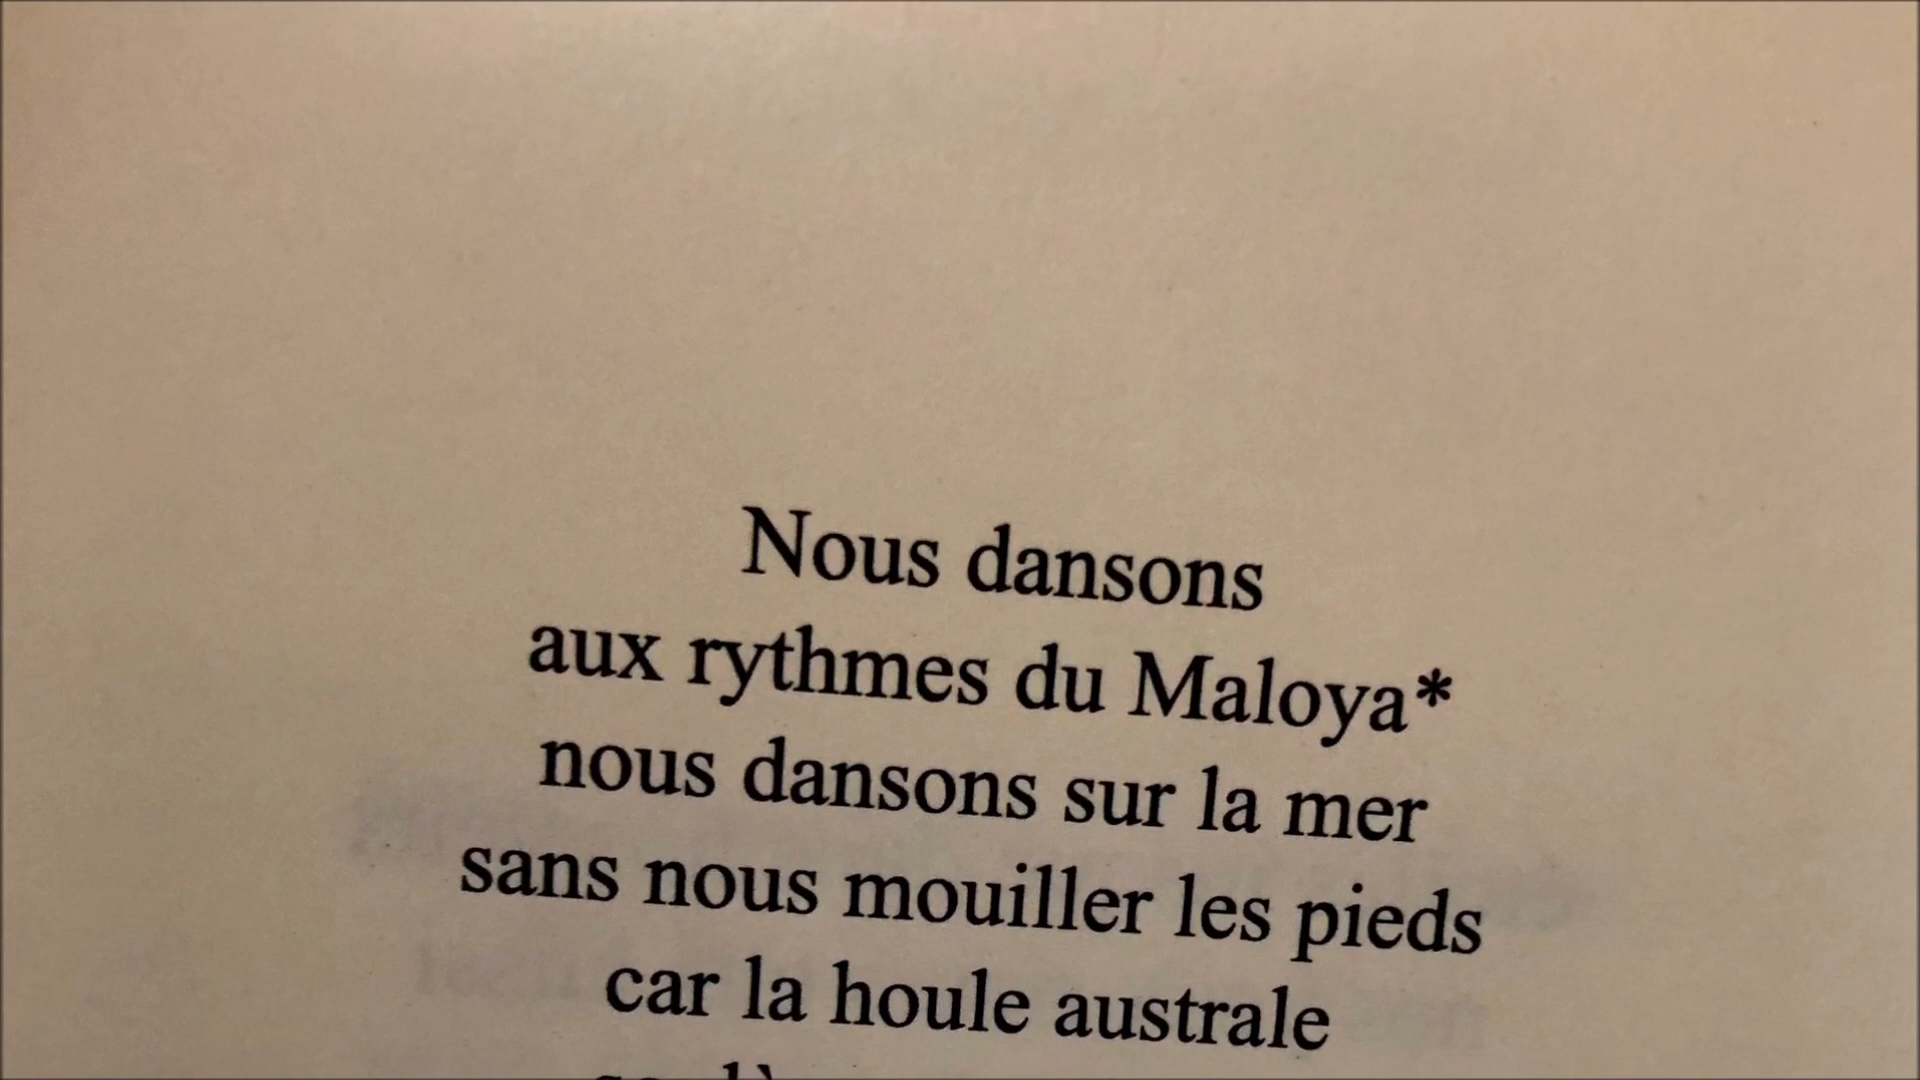 Nous dansons
aux rythmes du Maloya*
nous dansons sur la mer
sans nous mouiller les pieds
car la houle australe